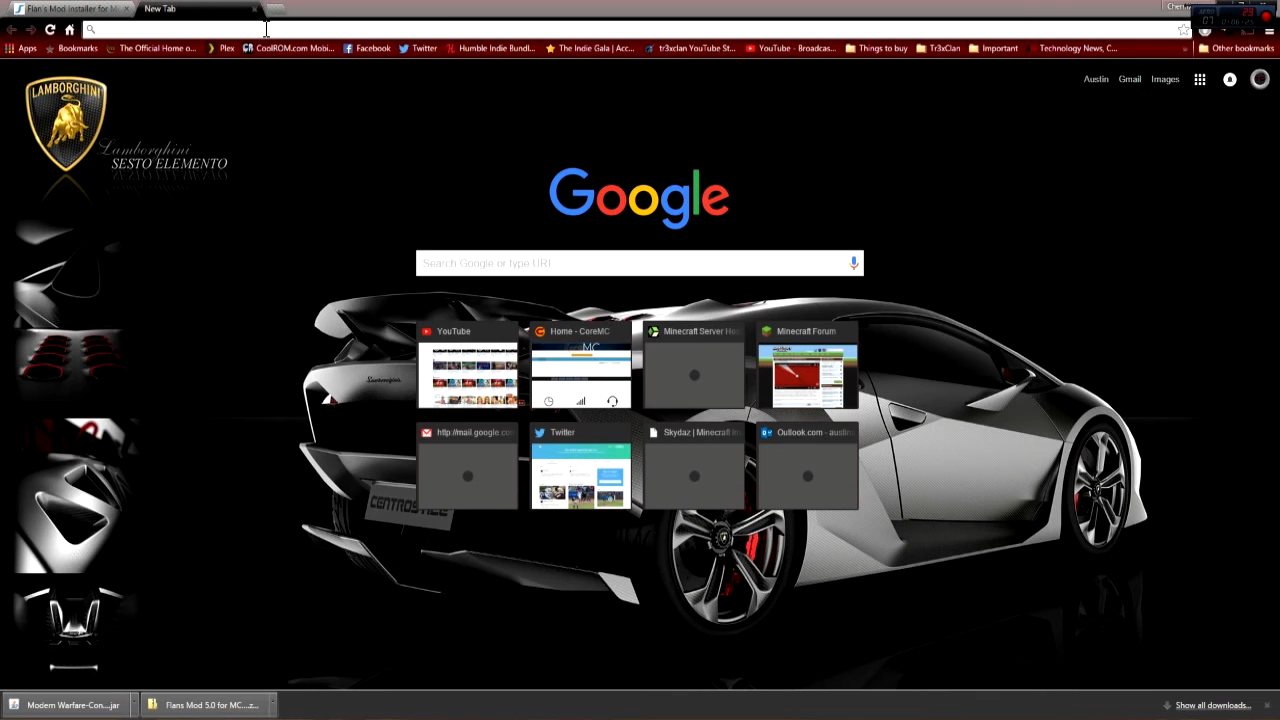 Flan's Mod Installer for M
New Tab
Apps
Bookmarks
The Official Home o...
Plex
CoolROM.com Mobi...
Facebook
Twitter
Humble Indie Bundl...
The Indie Gala | Acc...
tr3xclan YouTube St...
YouTube - Broadcas...
Things to buy
Tr3xClan
Important
Technology News, C...
Other bookmarks
Austin
Gmail
Images
LAMBORGHINI
Lamborghini
SESTO ELEMENTO
Google
Search Google or type URL
YouTube
Home - CoreMC
Minecraft Server Ho
Minecraft Forum
http://mail.google.co
Twitter
Skydaz | Minecraft
Outlook.com - austin
CENTROSTILE
Modern Warfare-Con....jar
Flans Mod 5.0 for MC....z...
Show all downloads...